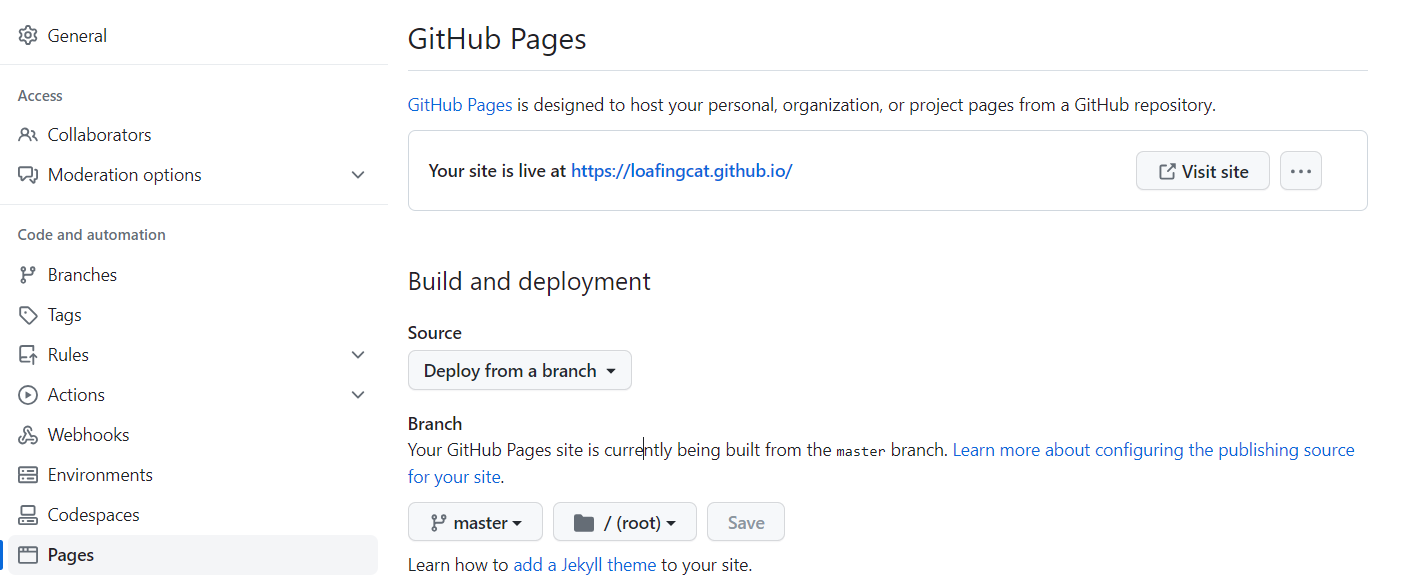 General
Access
Collaborators
Moderation options
Code and automation
Branches
Tags
Rules
Actions
Webhooks
Environments
Codespaces
Pages
GitHub Pages
GitHub Pages is designed to host your personal, organization, or project pages from a GitHub repository.
Your site is live at https://loafingcat.github.io/
Visit site
Build and deployment
Source
Deploy from a branch
Branch
Your GitHub Pages site is currently being built from the master branch. Learn more about configuring the publishing source
for your site.
master
/ (root)
Save
Learn how to add a Jekyll theme to your site.